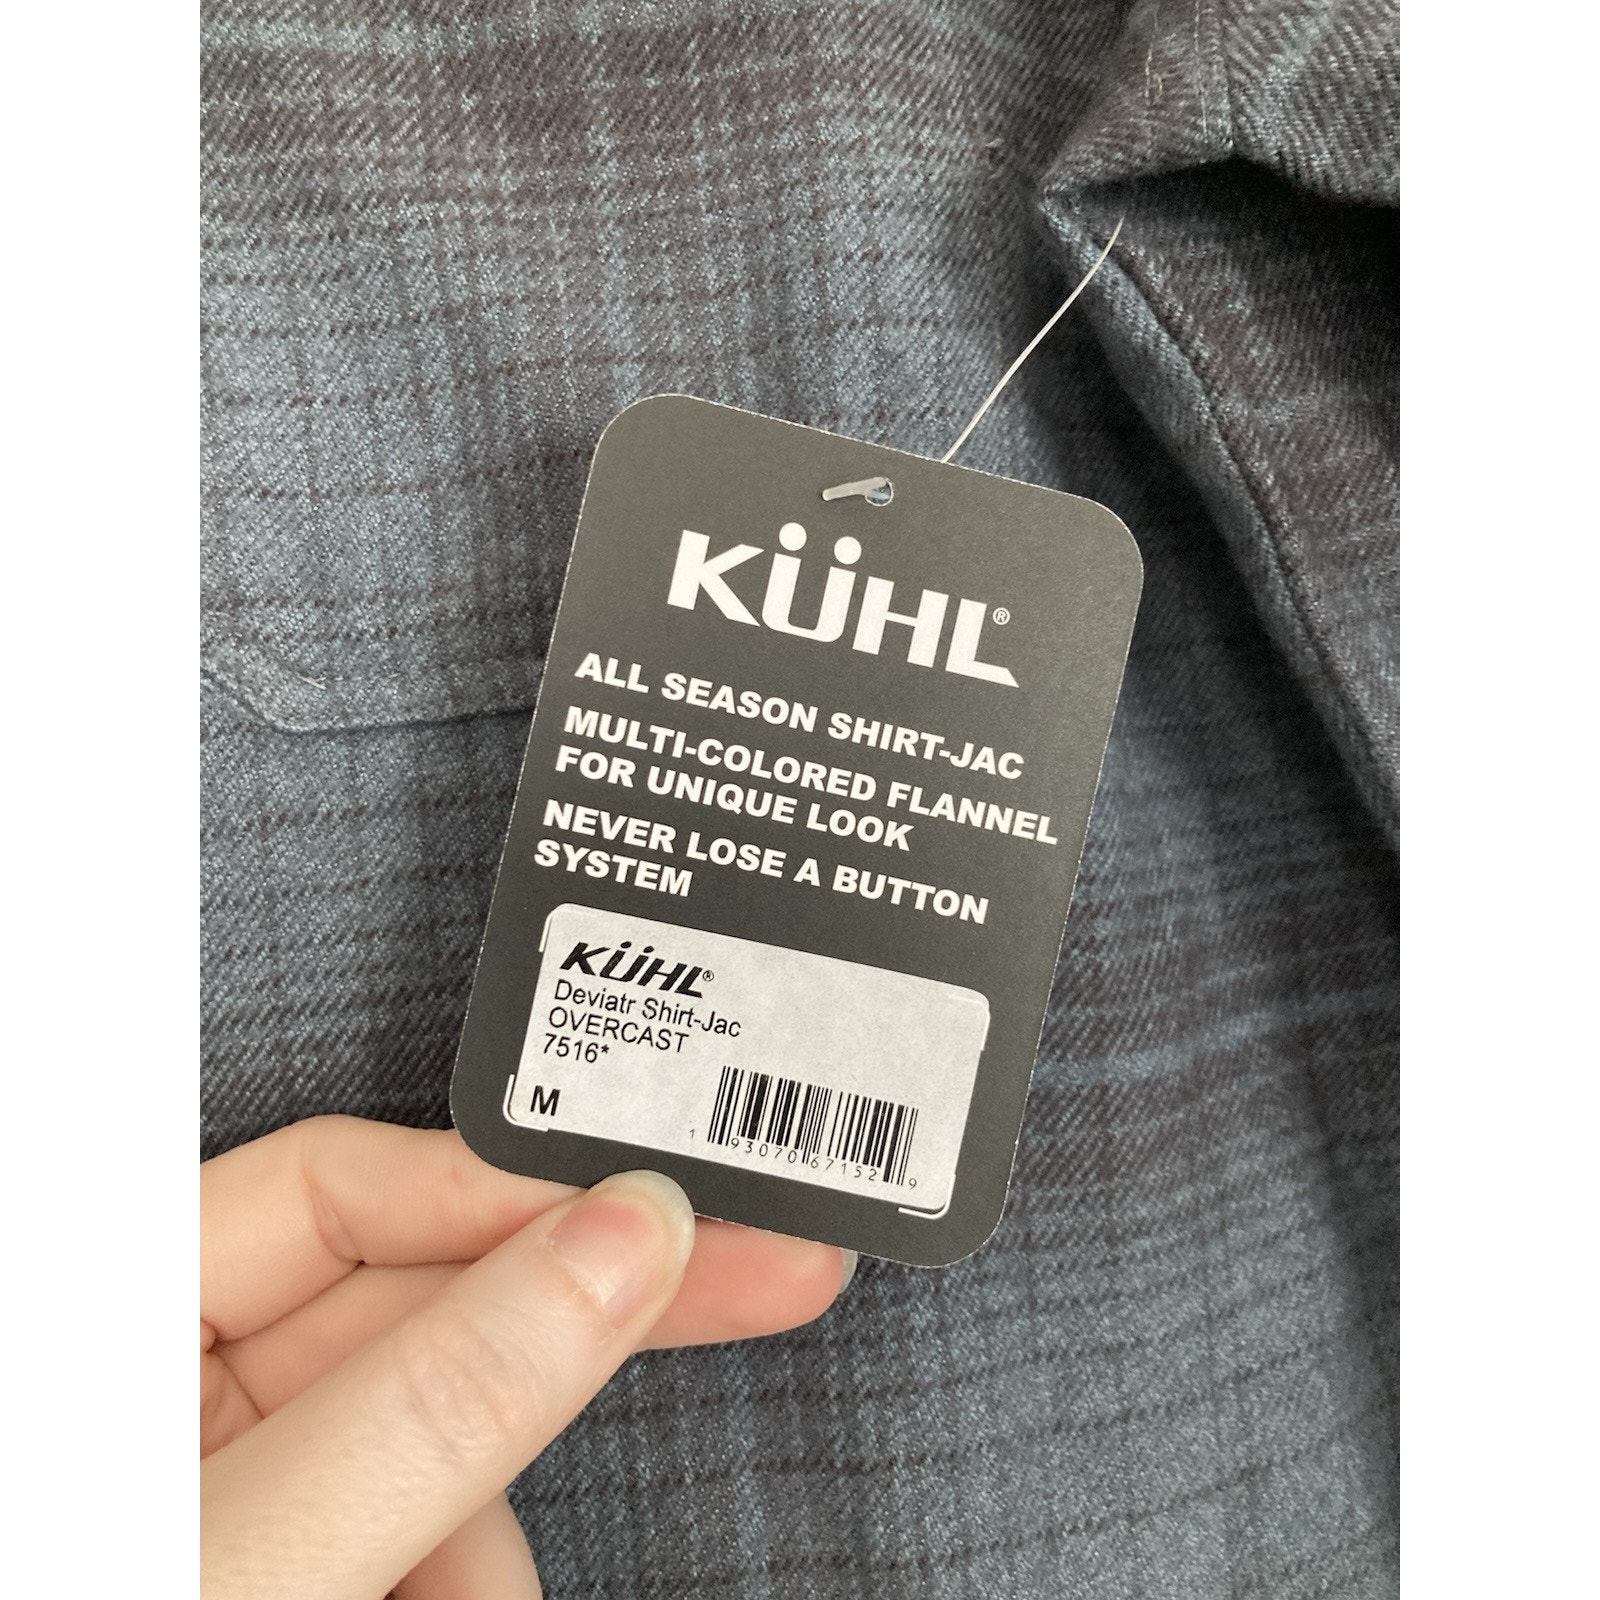 KÜHL®
ALL SEASON SHIRT-JAC
MULTI-COLORED FLANNEL
FOR UNIQUE LOOK
NEVER LOSE A BUTTON
SYSTEM
KÜHL®
Deviatr Shirt-Jac
OVERCAST
7516*
M
1 93070 67152 9